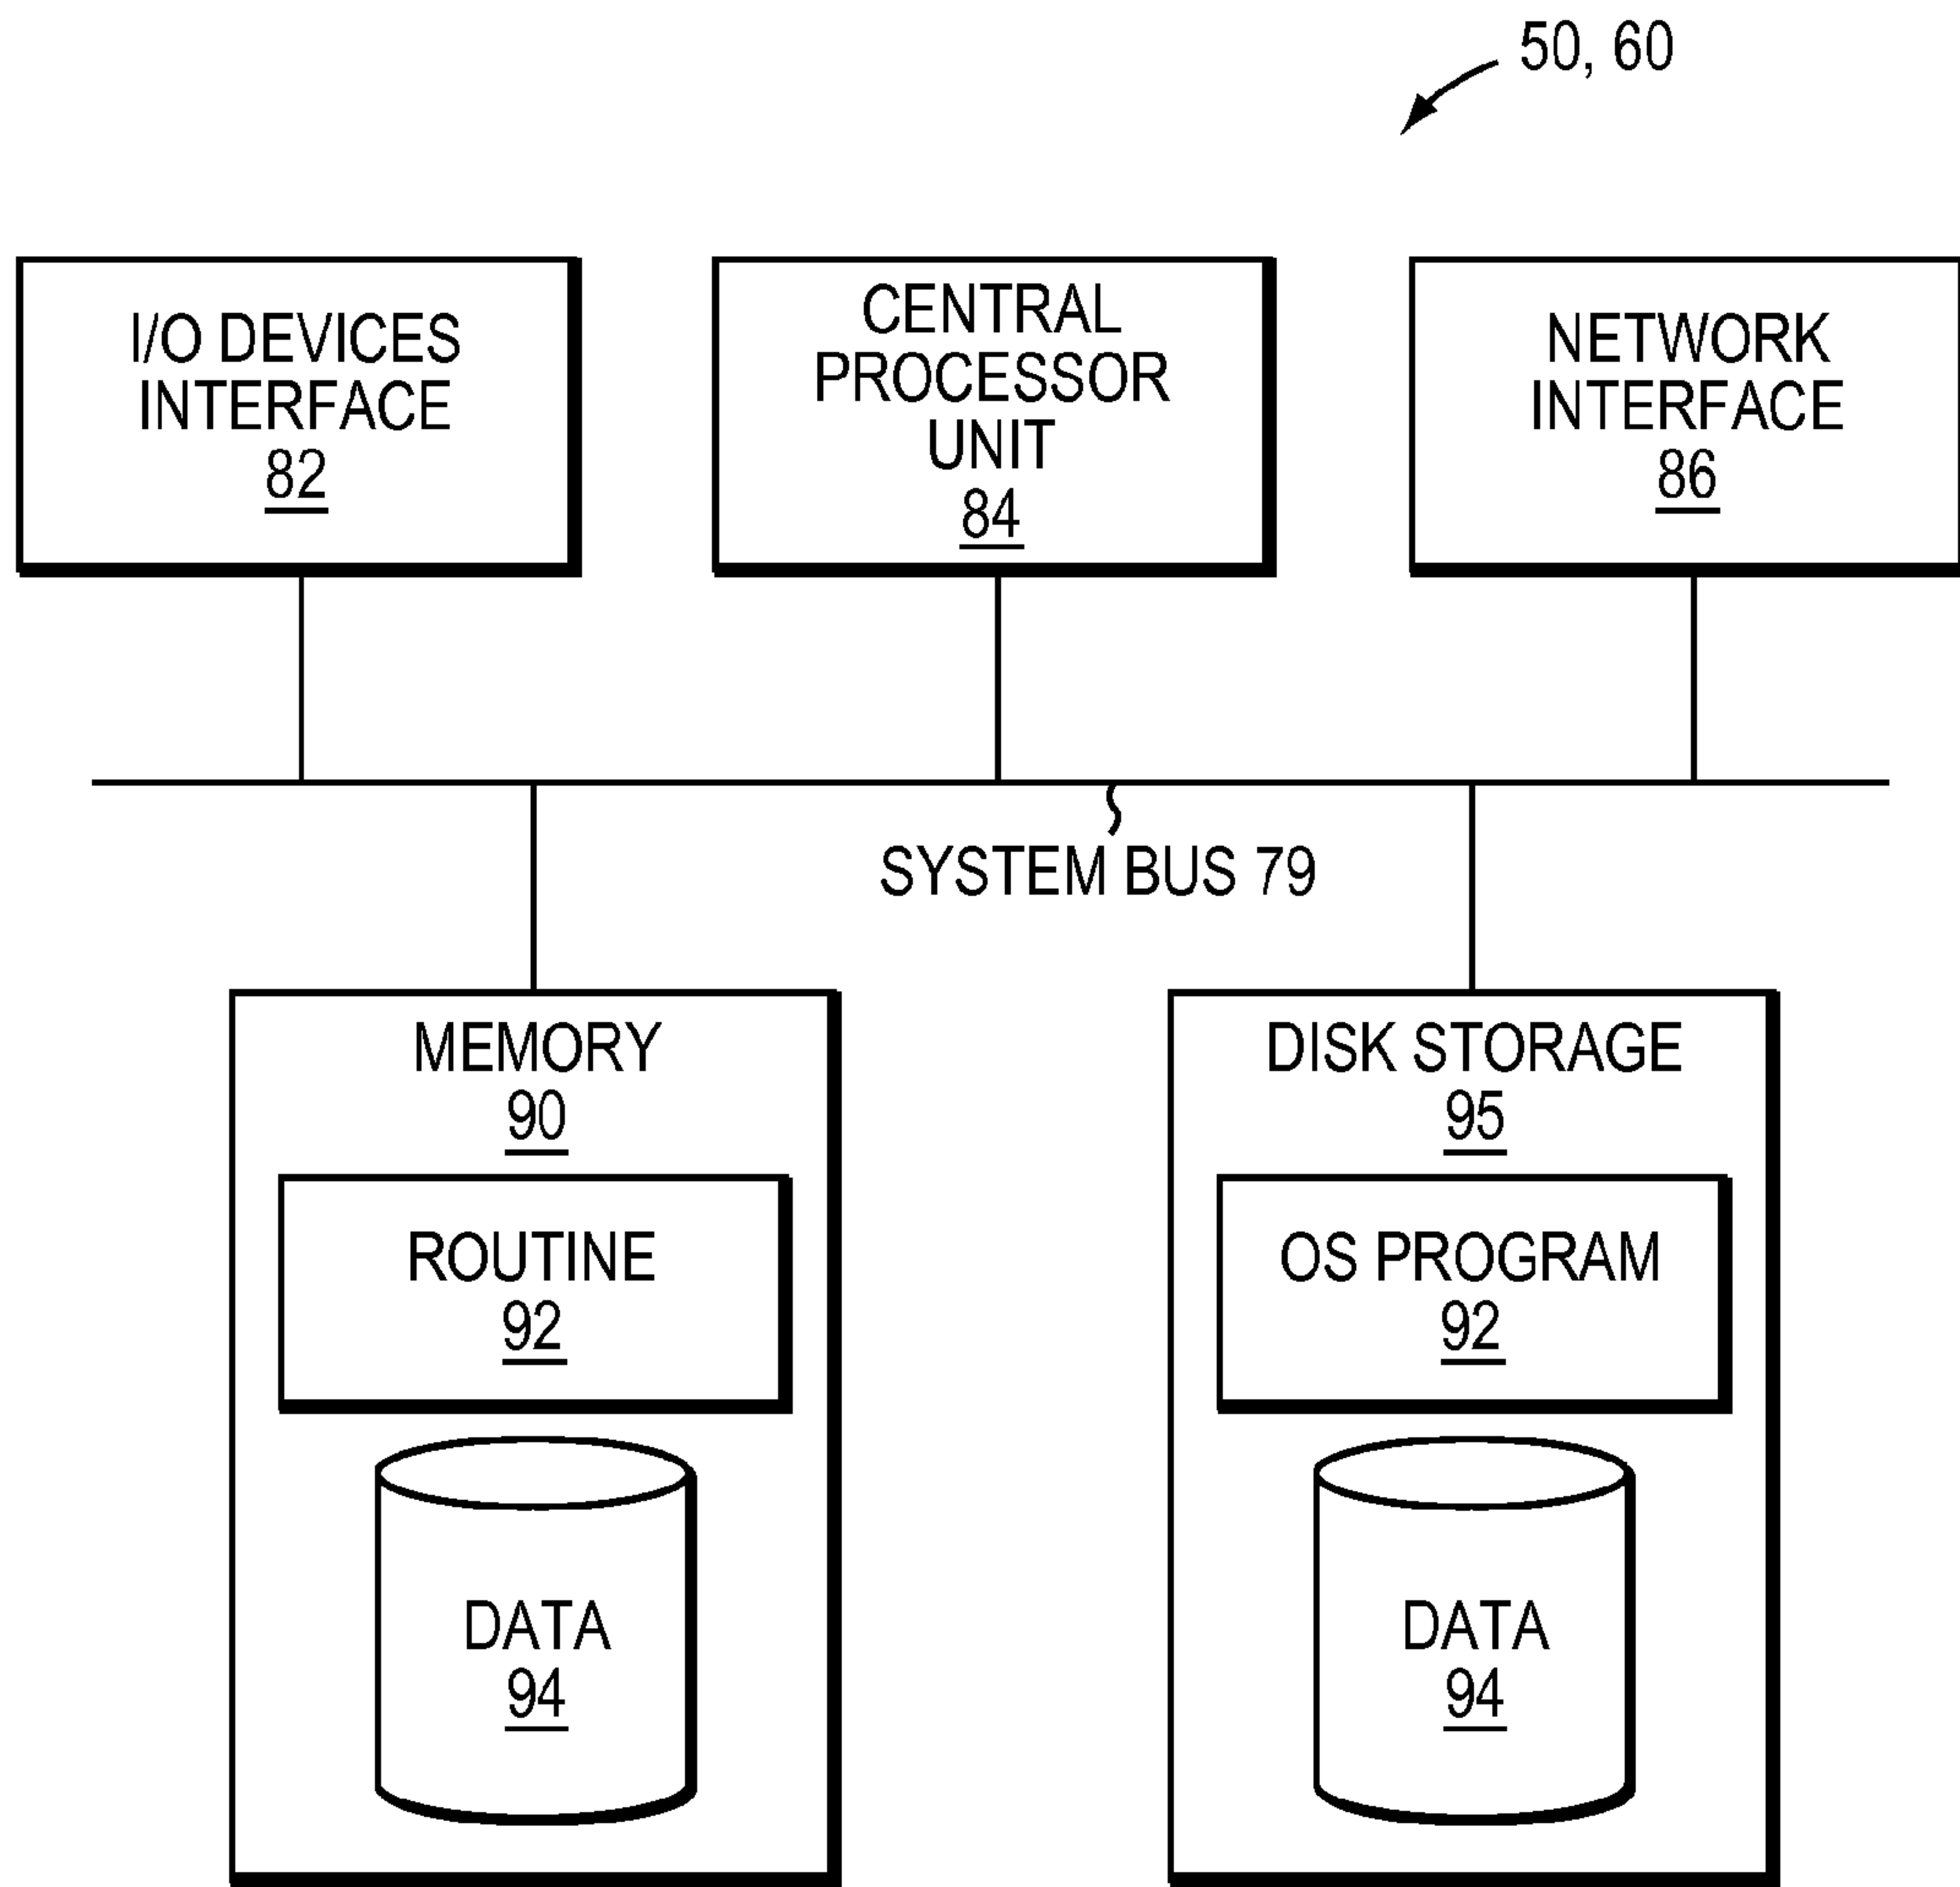 50, 60
I/O DEVICES
INTERFACE
82
CENTRAL
PROCESSOR
UNIT
84
NETWORK
INTERFACE
86
SYSTEM BUS 79
MEMORY
90
ROUTINE
92
DATA
94
DISK STORAGE
95
OS PROGRAM
92
DATA
94